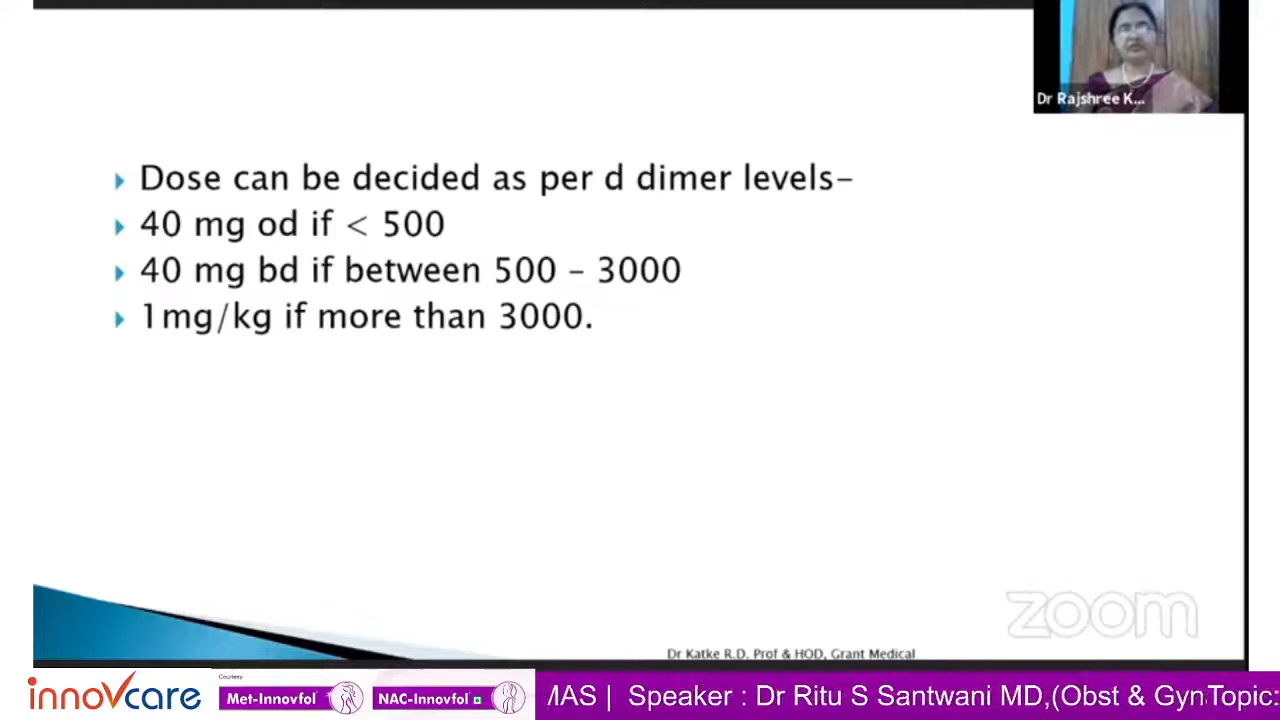 Dr Rajshree K...
Dose can be decided as per d dimer levels-
40 mg od if < 500
40 mg bd if between 500 – 3000
1mg/kg if more than 3000.
zoom
Dr Katke R.D. Prof & HOD, Grant Medical
innovcare
Courtesy:
Met-Innovfol
NAC-Innovfol
MAS | Speaker : Dr Ritu S Santwani MD,(Obst & Gyn
Topic: